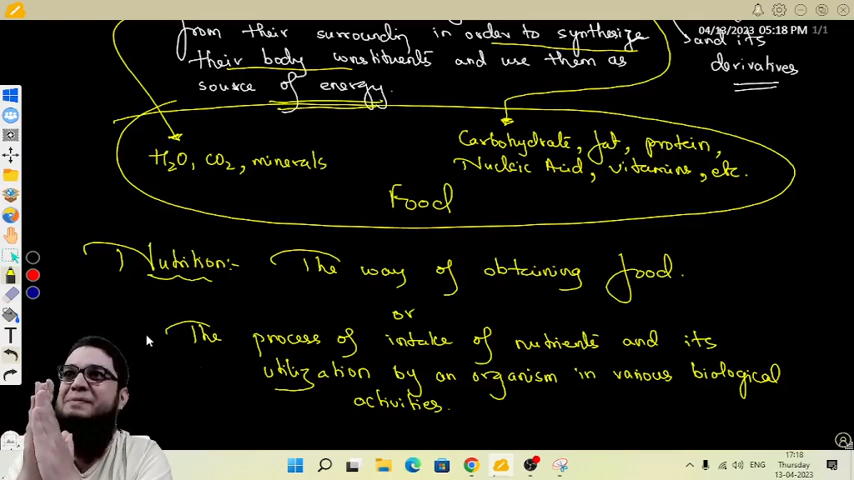 from their surrounding in order to synthesize
their body constituents and use them as
source of energy.
04/13/2023 05:18 PM 1/1
and its
derivatives
H2O, CO2, minerals
Carbohydrate, fat, protein,
Nucleic Acid, vitamins, etc.
Food
Nutrition:- The way of obtaining food.
or
The process of intake of nutrients and its
utilization by an organism in various biological
activities.
T
ENG
17:18
Thursday
13-04-2023